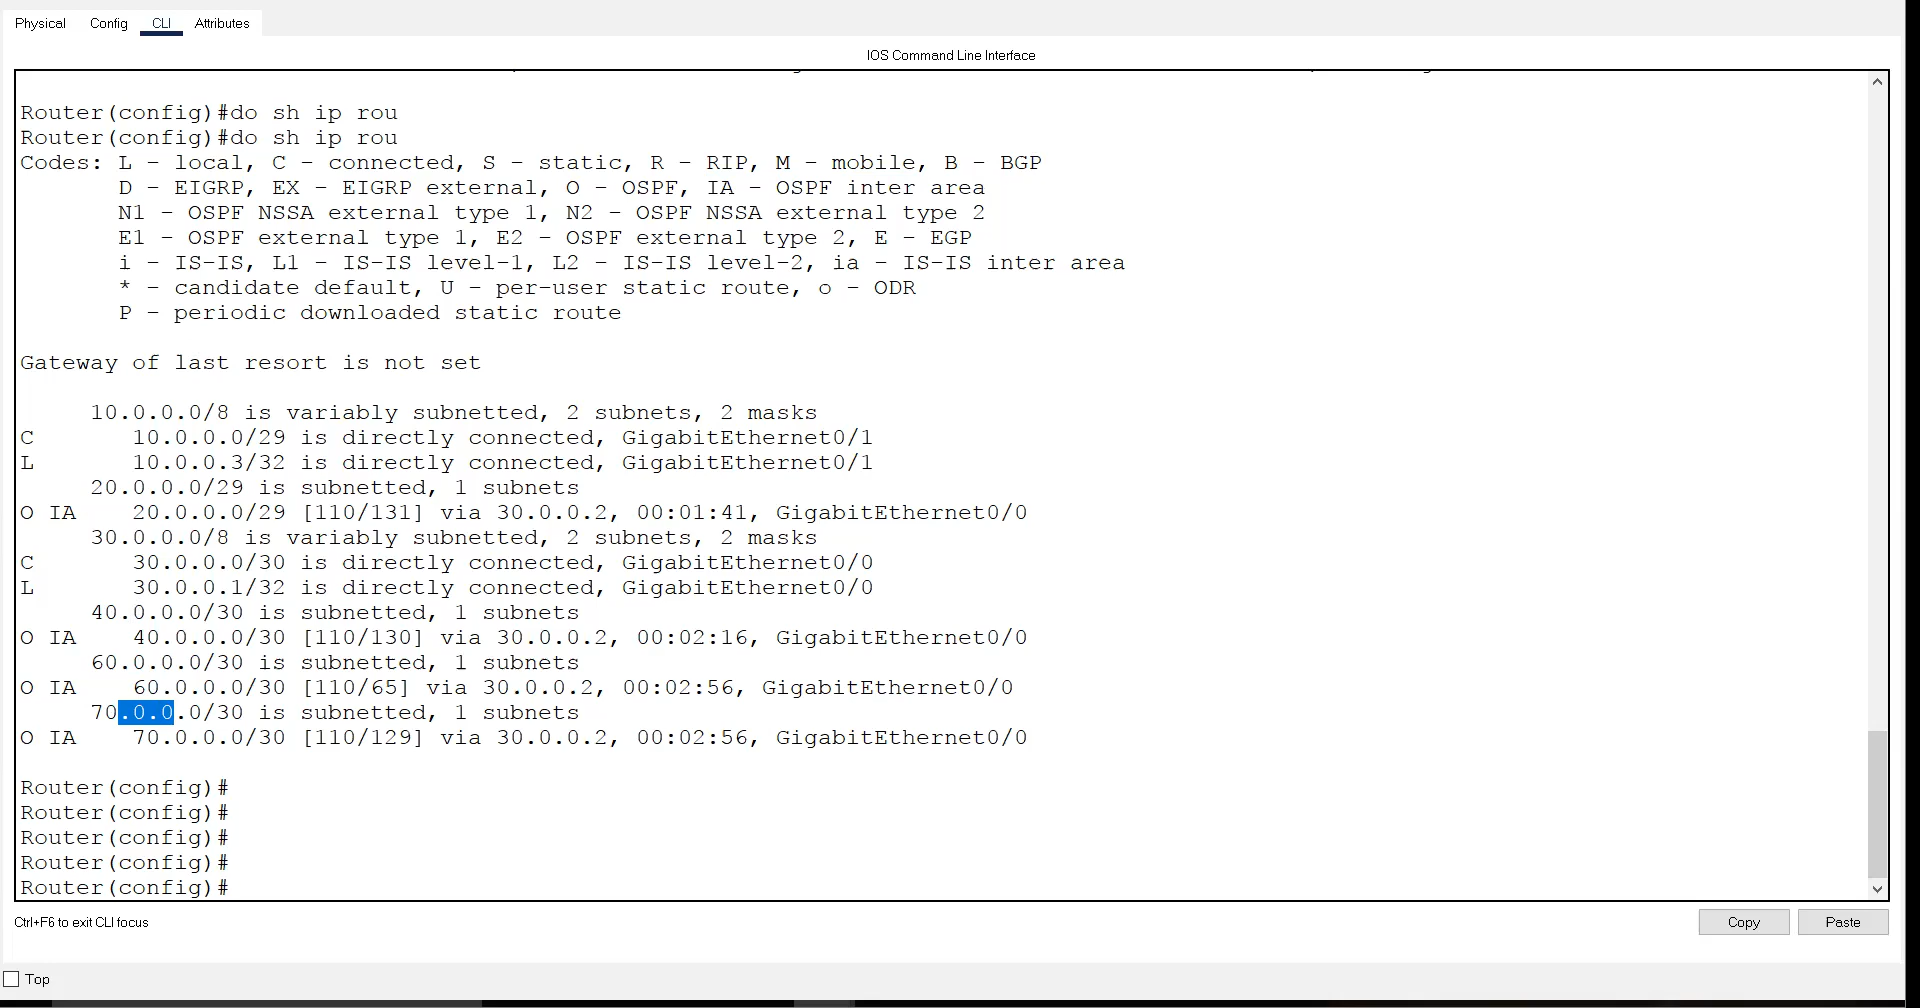 Physical Config CLI Attributes
IOS Command Line Interface
Router(config)#do sh ip rou
Router(config)#do sh ip rou
Codes: L - local, C - connected, S - static, R - RIP, M - mobile, B - BGP
D - EIGRP, EX - EIGRP external, O - OSPF, IA - OSPF inter area
N1 - OSPF NSSA external type 1, N2 - OSPF NSSA external type 2
E1 - OSPF external type 1, E2 - OSPF external type 2, E - EGP
i - IS-IS, L1 - IS-IS level-1, L2 - IS-IS level-2, ia - IS-IS inter area
* - candidate default, U - per-user static route, o - ODR
P - periodic downloaded static route
Gateway of last resort is not set
10.0.0.0/8 is variably subnetted, 2 subnets, 2 masks
C 10.0.0.0/29 is directly connected, GigabitEthernet0/1
L 10.0.0.3/32 is directly connected, GigabitEthernet0/1
20.0.0.0/29 is subnetted, 1 subnets
O IA 20.0.0.0/29 [110/131] via 30.0.0.2, 00:01:41, GigabitEthernet0/0
30.0.0.0/8 is variably subnetted, 2 subnets, 2 masks
C 30.0.0.0/30 is directly connected, GigabitEthernet0/0
L 30.0.0.1/32 is directly connected, GigabitEthernet0/0
40.0.0.0/30 is subnetted, 1 subnets
O IA 40.0.0.0/30 [110/130] via 30.0.0.2, 00:02:16, GigabitEthernet0/0
60.0.0.0/30 is subnetted, 1 subnets
O IA 60.0.0.0/30 [110/65] via 30.0.0.2, 00:02:56, GigabitEthernet0/0
70.0.0.0/30 is subnetted, 1 subnets
O IA 70.0.0.0/30 [110/129] via 30.0.0.2, 00:02:56, GigabitEthernet0/0
Router(config)#
Router(config)#
Router(config)#
Router(config)#
Router(config)#
Ctrl+F6 to exit CLI focus
Copy Paste
Top